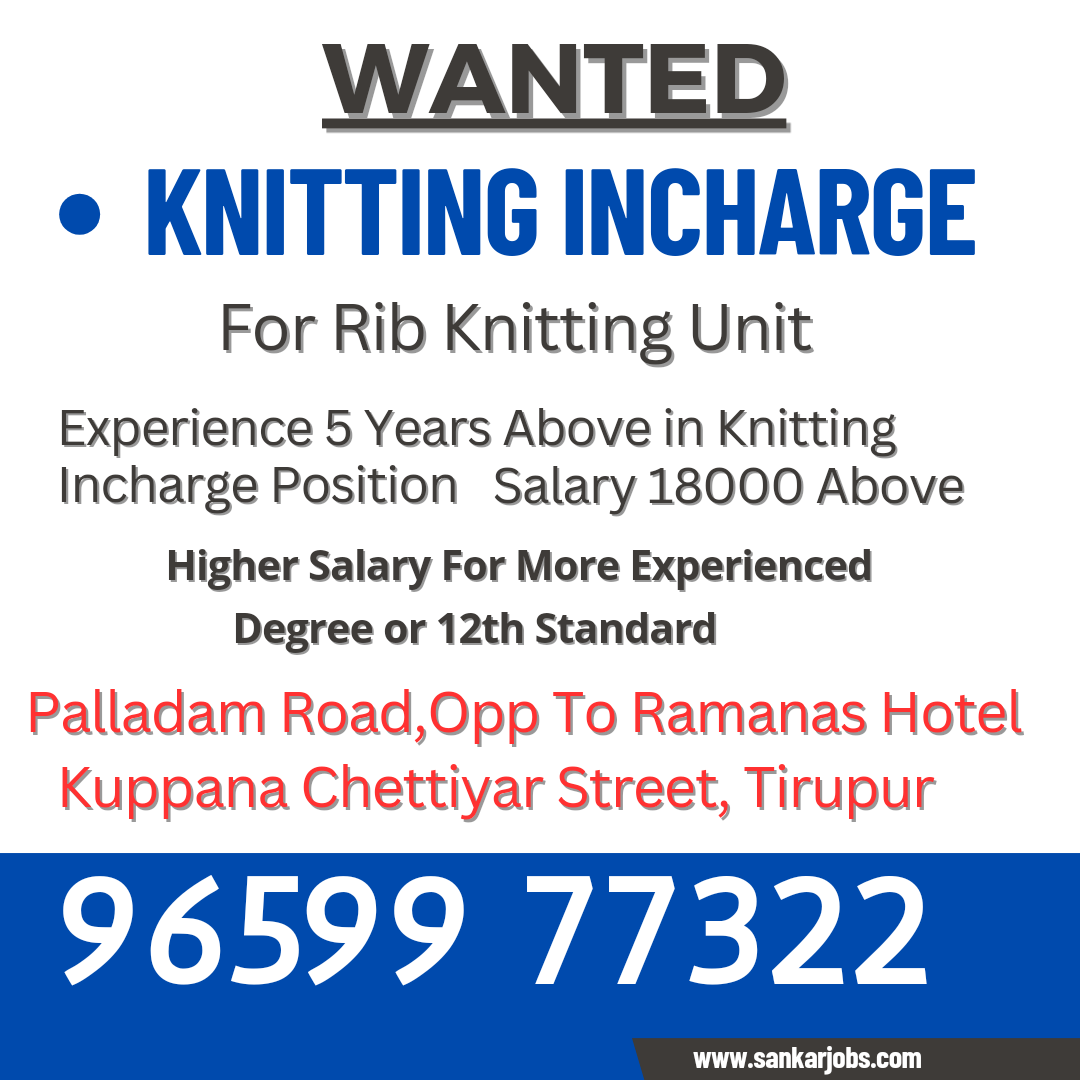 WANTED
• KNITTING INCHARGE
For Rib Knitting Unit
Experience 5 Years Above in Knitting
Incharge Position Salary 18000 Above
Higher Salary For More Experienced
Degree or 12th Standard
Palladam Road,Opp To Ramanas Hotel
Kuppana Chettiyar Street, Tirupur
96599 77322
www.sankarjobs.com